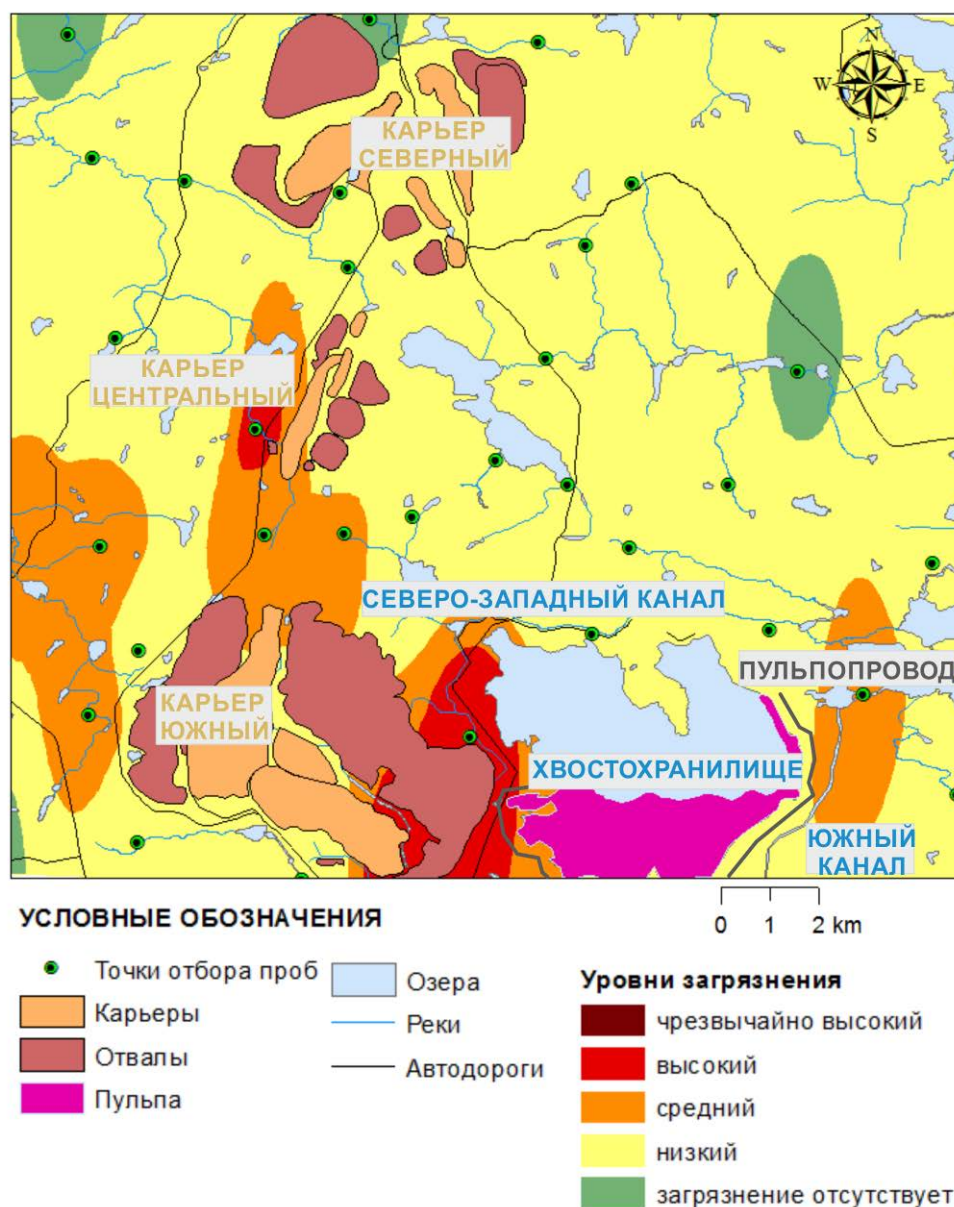 N
W
E
S
КАРЬЕР
СЕВЕРНЫЙ
КАРЬЕР
ЦЕНТРАЛЬНЫЙ
СЕВЕРО-ЗАПАДНЫЙ КАНАЛ
ПУЛЬПОПРОВОД
КАРЬЕР
ЮЖНЫЙ
ХВОСТОХРАНИЛИЩЕ
ЮЖНЫЙ
КАНАЛ
0 1 2 km
УСЛОВНЫЕ ОБОЗНАЧЕНИЯ
Точки отбора проб
Карьеры
Отвалы
Пульпа
Озера
Реки
Автодороги
Уровни загрязнения
чрезвычайно высокий
высокий
средний
низкий
загрязнение отсутствует